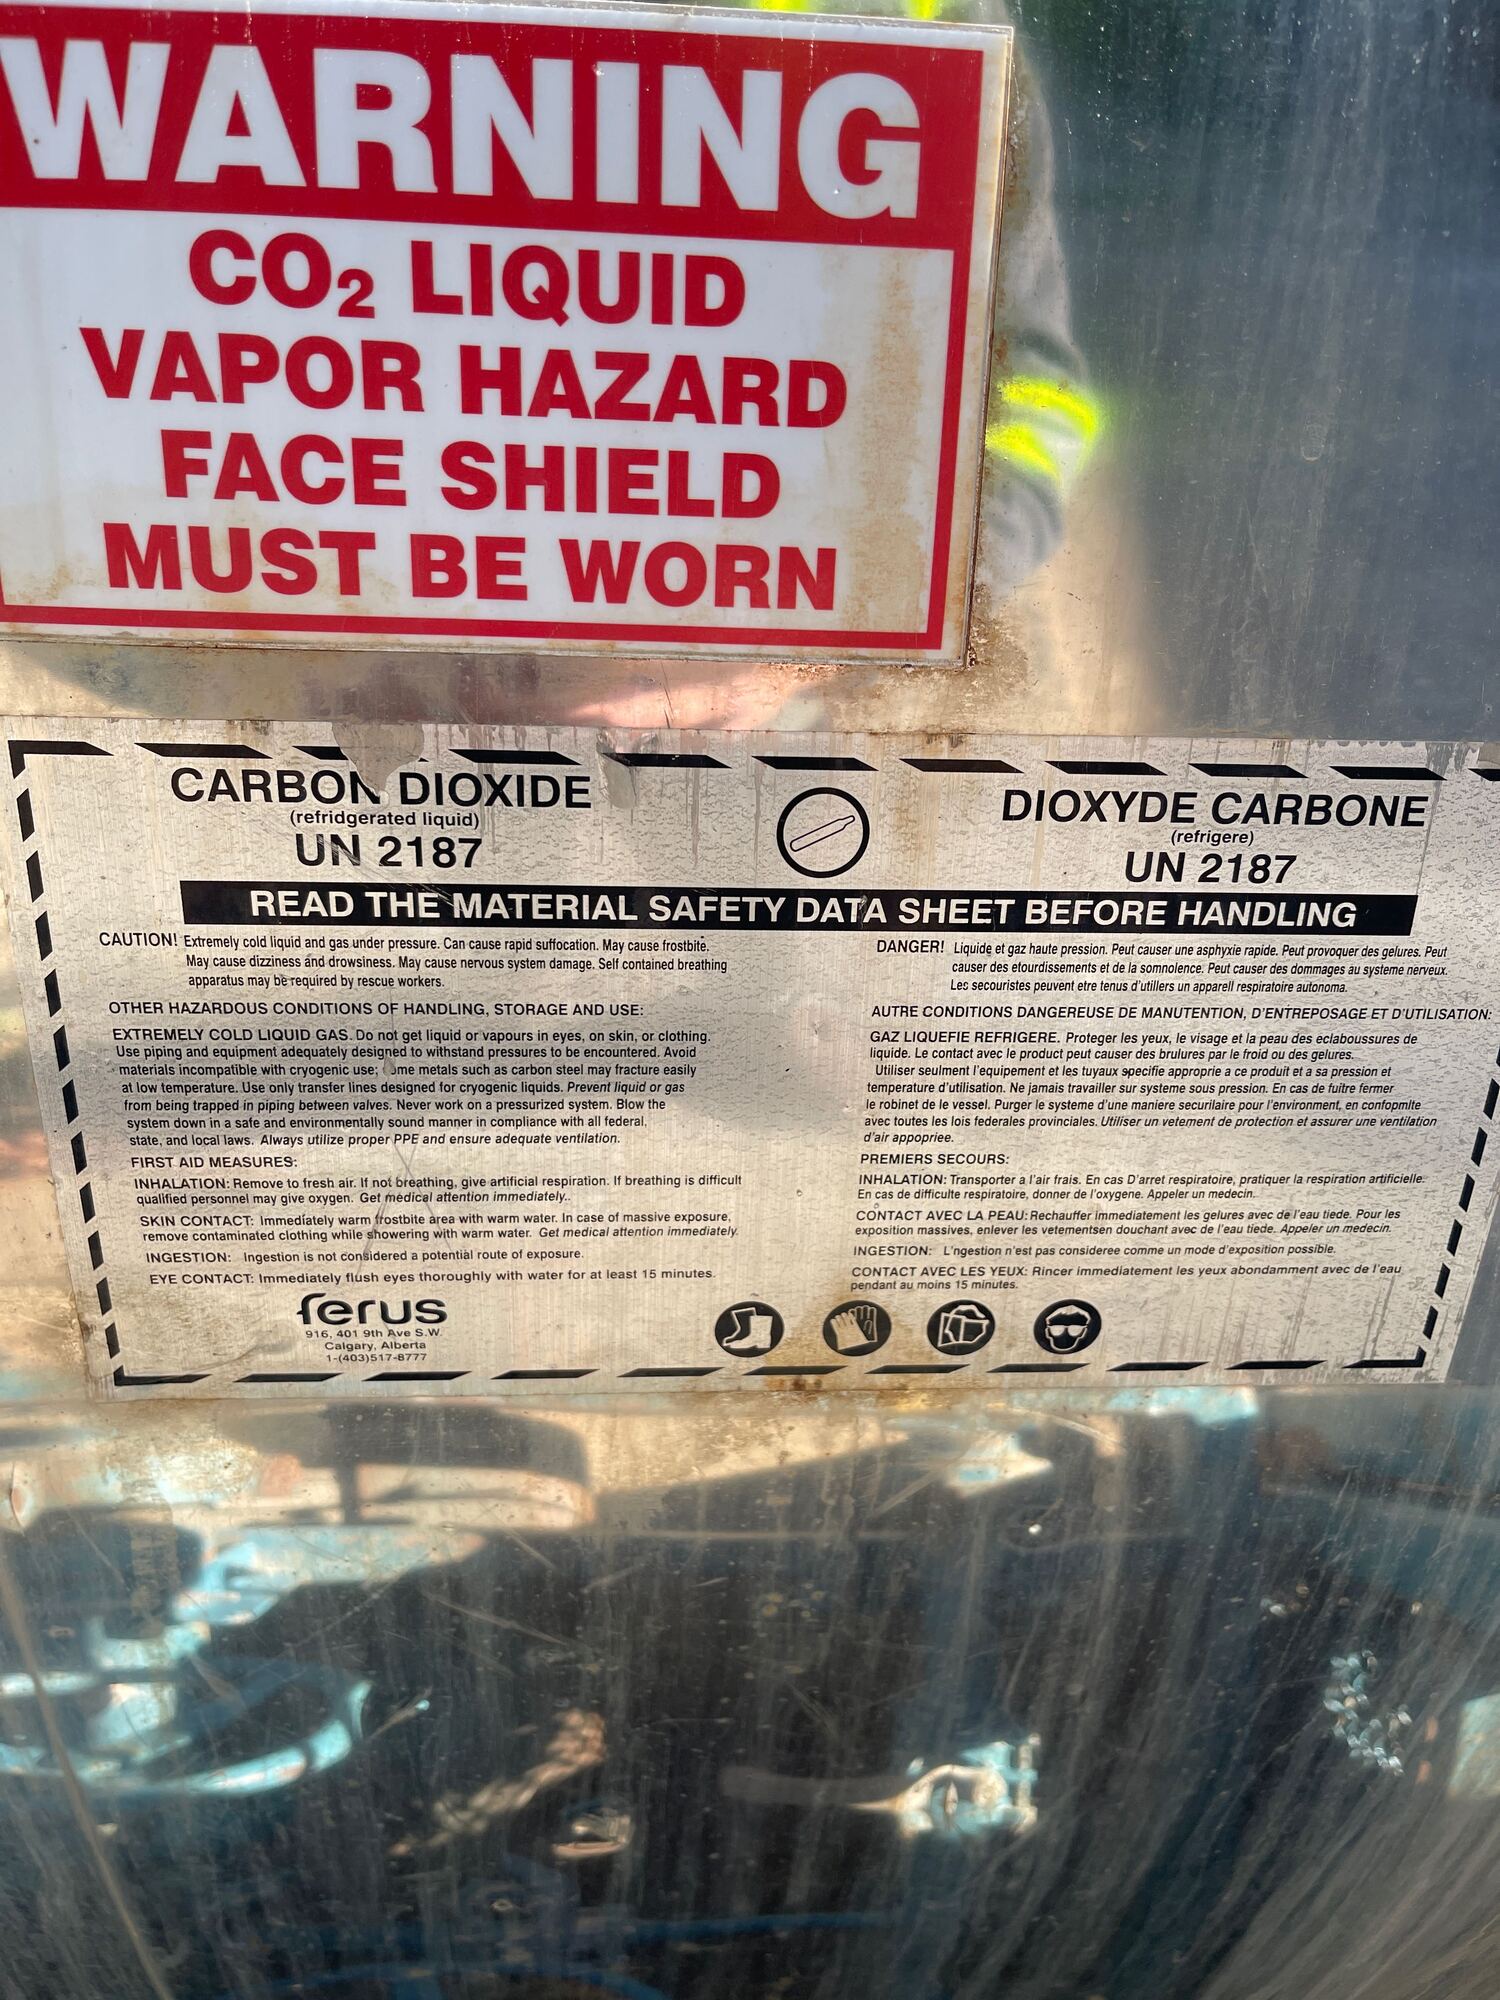 WARNING
CO₂ LIQUID
VAPOR HAZARD
FACE SHIELD
MUST BE WORN
CARBON DIOXIDE
(refridgerated liquid)
UN 2187
DIOXYDE CARBONE
(refrigere)
UN 2187
READ THE MATERIAL SAFETY DATA SHEET BEFORE HANDLING
CAUTION! Extremely cold liquid and gas under pressure. Can cause rapid suffocation. May cause frostbite.
May cause dizziness and drowsiness. May cause nervous system damage. Self contained breathing
apparatus may be required by rescue workers.
OTHER HAZARDOUS CONDITIONS OF HANDLING, STORAGE AND USE:
EXTREMELY COLD LIQUID GAS. Do not get liquid or vapours in eyes, on skin, or clothing.
Use piping and equipment adequately designed to withstand pressures to be encountered. Avoid
materials incompatible with cryogenic use; some metals such as carbon steel may fracture easily
at low temperature. Use only transfer lines designed for cryogenic liquids. Prevent liquid or gas
from being trapped in piping between valves. Never work on a pressurized system. Blow the
system down in a safe and environmentally sound manner in compliance with all federal,
state, and local laws. Always utilize proper PPE and ensure adequate ventilation.
FIRST AID MEASURES:
INHALATION: Remove to fresh air. If not breathing, give artificial respiration. If breathing is difficult
qualified personnel may give oxygen. Get medical attention immediately..
SKIN CONTACT: Immediately warm frostbite area with warm water. In case of massive exposure,
remove contaminated clothing while showering with warm water. Get medical attention immediately.
INGESTION: Ingestion is not considered a potential route of exposure.
EYE CONTACT: Immediately flush eyes thoroughly with water for at least 15 minutes.
DANGER! Liquide et gaz haute pression. Peut causer une asphyxie rapide. Peut provoquer des gelures. Peut
causer des etourdissements et de la somnolence. Peut causer des dommages au systeme nerveux.
Les secouristes peuvent etre tenus d'utillers un appareil respiratoire autonoma.
AUTRE CONDITIONS DANGEREUSE DE MANUTENTION, D'ENTREPOSAGE ET D'UTILISATION:
GAZ LIQUEFIE REFRIGERE. Proteger les yeux, le visage et la peau des eclaboussures de
liquide. Le contact avec le product peut causer des brulures par le froid ou des gelures.
Utiliser seulment l'equipement et les tuyaux specifie approprie a ce produit et a sa pression et
temperature d'utilisation. Ne jamais travailler sur systeme sous pression. En cas de fuitre fermer
le robinet de le vessel. Purger le systeme d'une maniere securilaire pour l'environment, en confopmlte
avec toutes les lois federales provinciales. Utiliser un vetement de protection et assurer une ventilation
d'air appopriee.
PREMIERS SECOURS:
INHALATION: Transporter a l'air frais. En cas D'arret respiratoire, pratiquer la respiration artificielle.
En cas de difficulte respiratoire, donner de l'oxygene. Appeler un medecin.
CONTACT AVEC LA PEAU: Rechauffer immediatement les gelures avec de l'eau tiede. Pour les
exposition massives, enlever les vetementsen douchant avec de l'eau tiede. Appeler un medecin.
INGESTION: L'ngestion n'est pas consideree comme un mode d'exposition possible.
CONTACT AVEC LES YEUX: Rincer immediatement les yeux abondamment avec de l'eau
pendant au moins 15 minutes.
ferus
916, 401 9th Ave S.W.
Calgary, Alberta
1-(403)517-8777